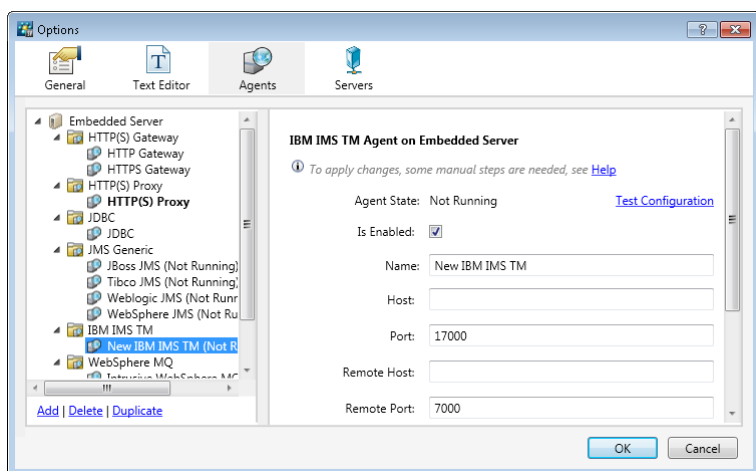 Options
General Text Editor Agents Servers
Embedded Server
HTTP(S) Gateway
HTTP Gateway
HTTPS Gateway
HTTP(S) Proxy
HTTP(S) Proxy
JDBC
JDBC
JMS Generic
JBoss JMS (Not Running)
Tibco JMS (Not Running)
Weblogic JMS (Not Runr
WebSphere JMS (Not Ru
IBM IMS TM
New IBM IMS TM (Not R
WebSphere MQ
Intrusive WebSphere MC
Add | Delete | Duplicate
IBM IMS TM Agent on Embedded Server
To apply changes, some manual steps are needed, see Help
Agent State: Not Running Test Configuration
Is Enabled:
Name: New IBM IMS TM
Host:
Port: 17000
Remote Host:
Remote Port: 7000
OK Cancel